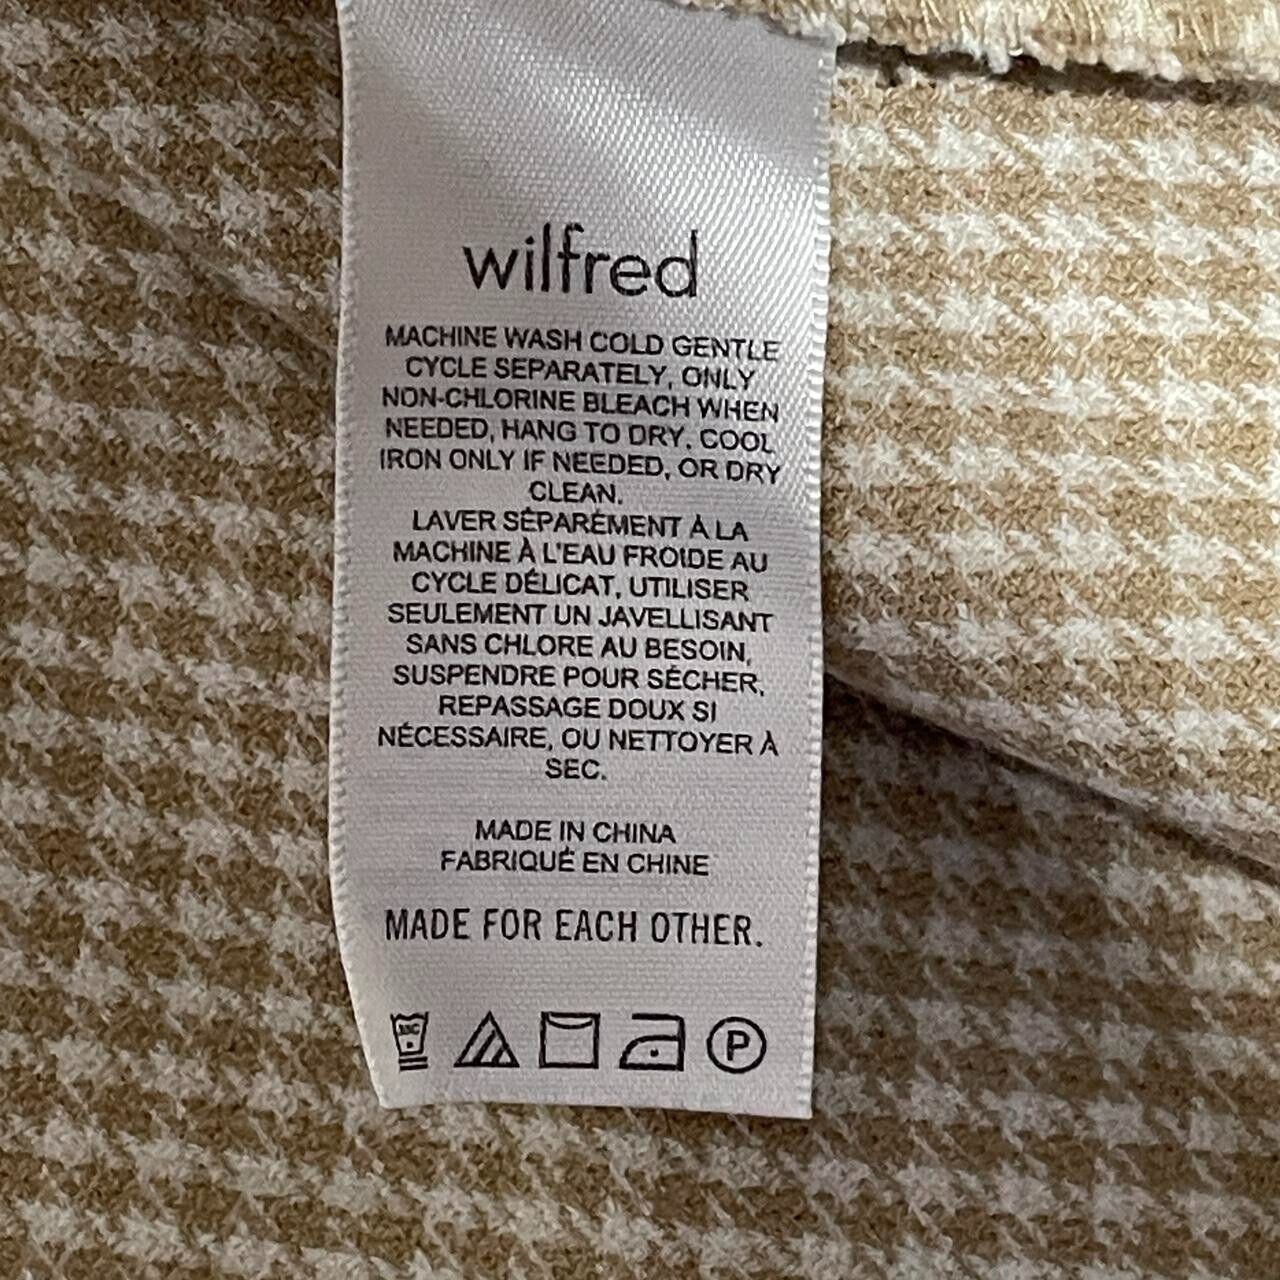 wilfred
MACHINE WASH COLD GENTLE
CYCLE SEPARATELY, ONLY
NON-CHLORINE BLEACH WHEN
NEEDED, HANG TO DRY. COOL
IRON ONLY IF NEEDED, OR DRY
CLEAN.
LAVER SÉPARÉMENT À LA
MACHINE À L'EAU FROIDE AU
CYCLE DÉLICAT, UTILISER
SEULEMENT UN JAVELLISANT
SANS CHLORE AU BESOIN,
SUSPENDRE POUR SÉCHER.
REPASSAGE DOUX SI
NÉCESSAIRE, OU NETTOYER À
SEC.
MADE IN CHINA
FABRIQUÉ EN CHINE
MADE FOR EACH OTHER.
P